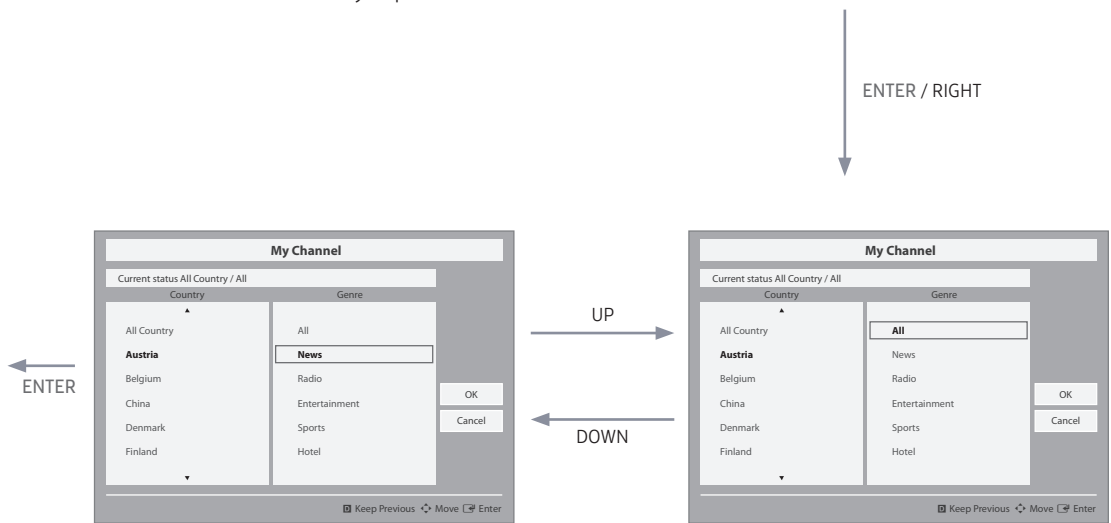 ENTER / RIGHT
My Channel
Current status All Country / All
Country Genre
All Country All
Austria News
Belgium Radio
China Entertainment
Denmark Sports
Finland Hotel
OK
Cancel
D Keep Previous Move Enter
ENTER
UP
DOWN
My Channel
Current status All Country / All
Country Genre
All Country All
Austria News
Belgium Radio
China Entertainment
Denmark Sports
Finland Hotel
OK
Cancel
D Keep Previous Move Enter